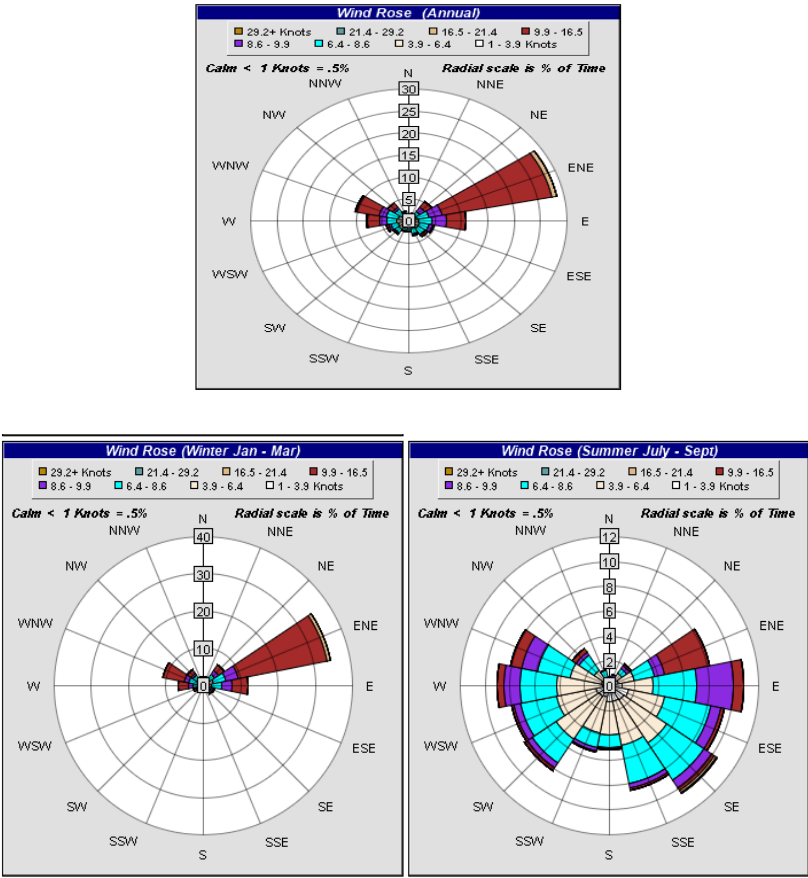 Wind Rose (Annual)
29.2+ Knots 21.4 - 29.2 16.5 - 21.4 9.9 - 16.5
8.6 - 9.9 6.4 - 8.6 3.9 - 6.4 1 - 3.9 Knots
Calm < 1 Knots = .5% Radial scale is % of Time
N
NNW NNE
30
25
NW NE
20
15
WNW ENE
10
5
W 0 E
WSW ESE
SW SE
SSW SSE
S
Wind Rose (Winter Jan - Mar)
29.2+ Knots 21.4 - 29.2 16.5 - 21.4 9.9 - 16.5
8.6 - 9.9 6.4 - 8.6 3.9 - 6.4 1 - 3.9 Knots
Calm < 1 Knots = .5% Radial scale is % of Time
N
NNW NNE
40
NW NE
30
20
WNW ENE
10
W 0 E
WSW ESE
SW SE
SSW SSE
S
Wind Rose (Summer July - Sept)
29.2+ Knots 21.4 - 29.2 16.5 - 21.4 9.9 - 16.5
8.6 - 9.9 6.4 - 8.6 3.9 - 6.4 1 - 3.9 Knots
Calm < 1 Knots = .5% Radial scale is % of Time
N
NNW NNE
12
10
NW NE
8
6
WNW ENE
4
2
W 0 E
WSW ESE
SW SE
SSW SSE
S